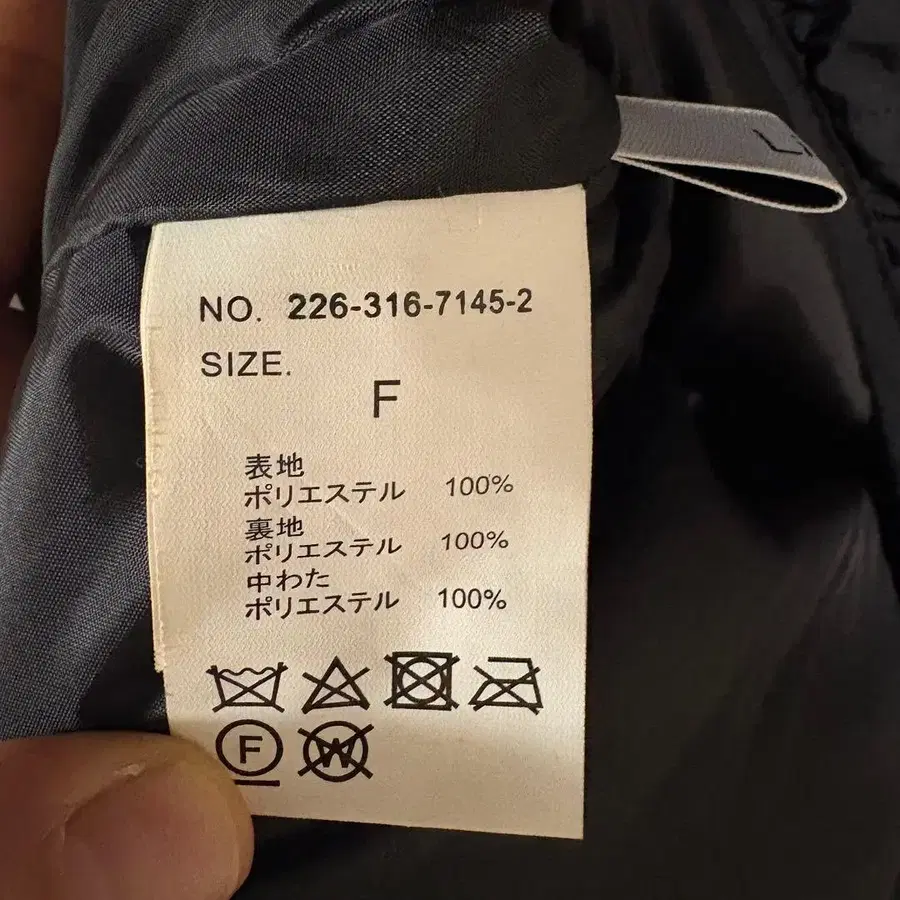 NO. 226-316-7145-2
SIZE.
F
表地
ポリエステル 100%
裏地
ポリエステル 100%
中わた
ポリエステル 100%
F W